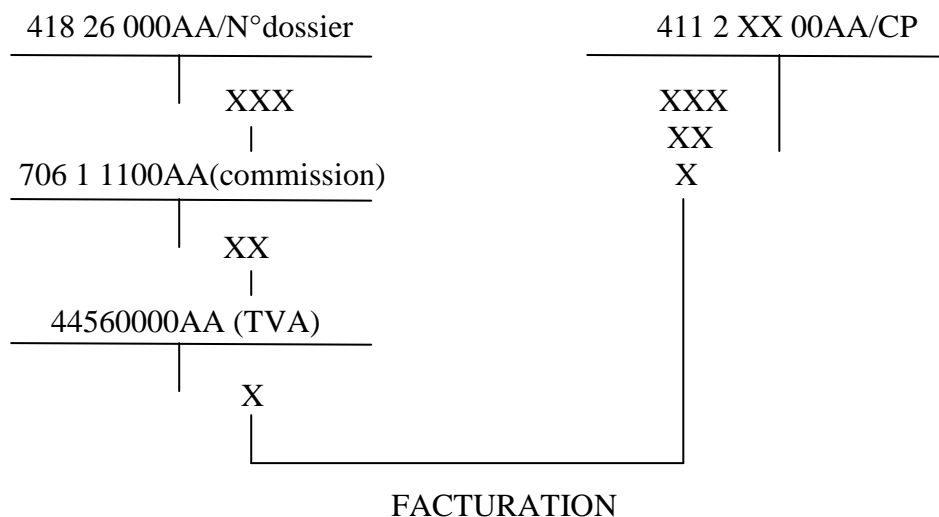 418 26 000AA/N°dossier
411 2 XX 00AA/CP
XXX
XXX
XX
706 1 1100AA(commission)
X
XX
44560000AA (TVA)
X
FACTURATION